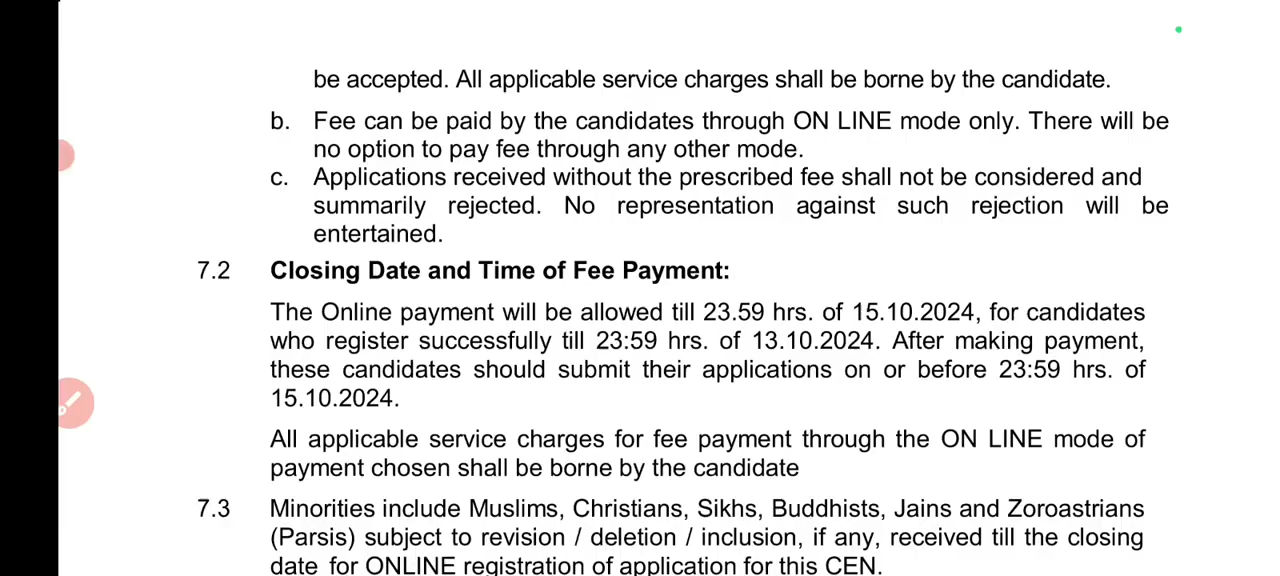 be accepted. All applicable service charges shall be borne by the candidate.
b. Fee can be paid by the candidates through ON LINE mode only. There will be
no option to pay fee through any other mode.
c. Applications received without the prescribed fee shall not be considered and
summarily rejected. No representation against such rejection will be
entertained.
7.2 Closing Date and Time of Fee Payment:
The Online payment will be allowed till 23.59 hrs. of 15.10.2024, for candidates
who register successfully till 23:59 hrs. of 13.10.2024. After making payment,
these candidates should submit their applications on or before 23:59 hrs. of
15.10.2024.
All applicable service charges for fee payment through the ON LINE mode of
payment chosen shall be borne by the candidate
7.3 Minorities include Muslims, Christians, Sikhs, Buddhists, Jains and Zoroastrians
(Parsis) subject to revision / deletion / inclusion, if any, received till the closing
date for ONLINE registration of application for this CEN.